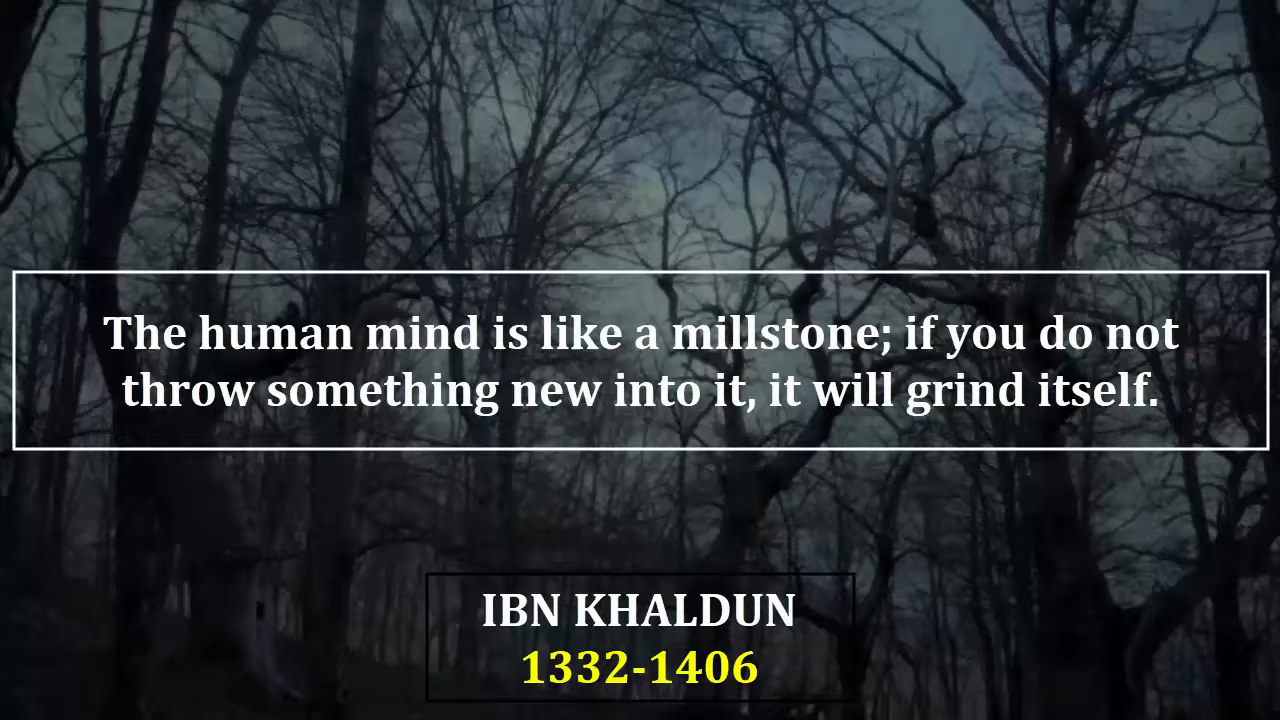 The human mind is like a millstone; if you do not
throw something new into it, it will grind itself.
IBN KHALDUN
1332-1406